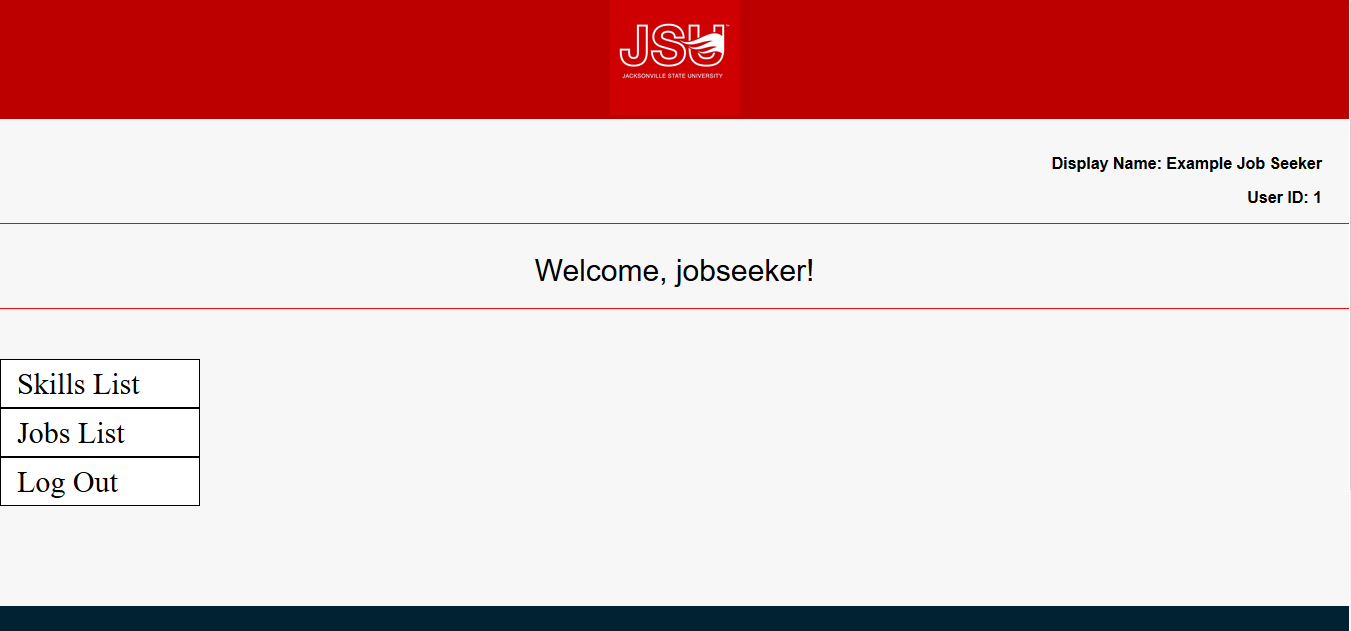 JSU
JACKSONVILLE STATE UNIVERSITY
Display Name: Example Job Seeker
User ID: 1
Welcome, jobseeker!
Skills List
Jobs List
Log Out